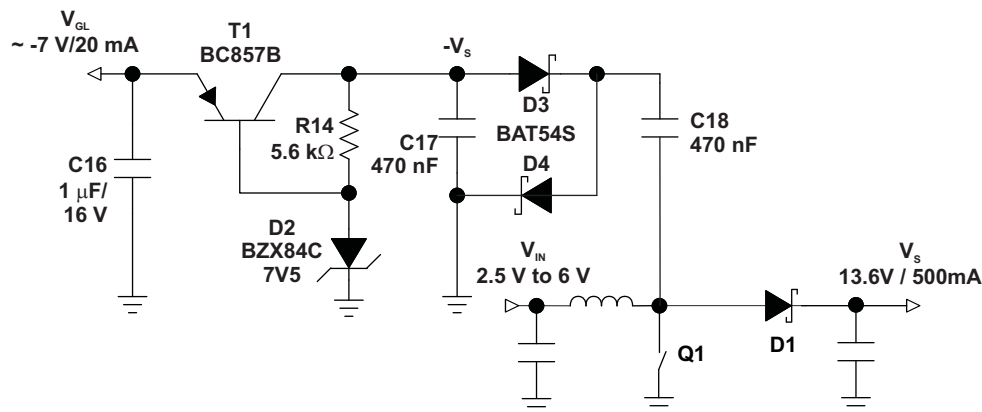 V_GL
~ -7 V/20 mA
T1
BC857B
-V_S
D3
BAT54S
D4
C18
470 nF
R14
5.6 kΩ
C17
470 nF
C16
1 μF/
16 V
D2
BZX84C
7V5
V_IN
2.5 V to 6 V
V_S
13.6V / 500mA
Q1
D1